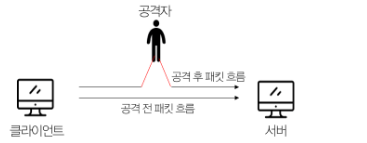 공격자
공격 후 패킷 흐름
공격 전 패킷 흐름
클라이언트
서버